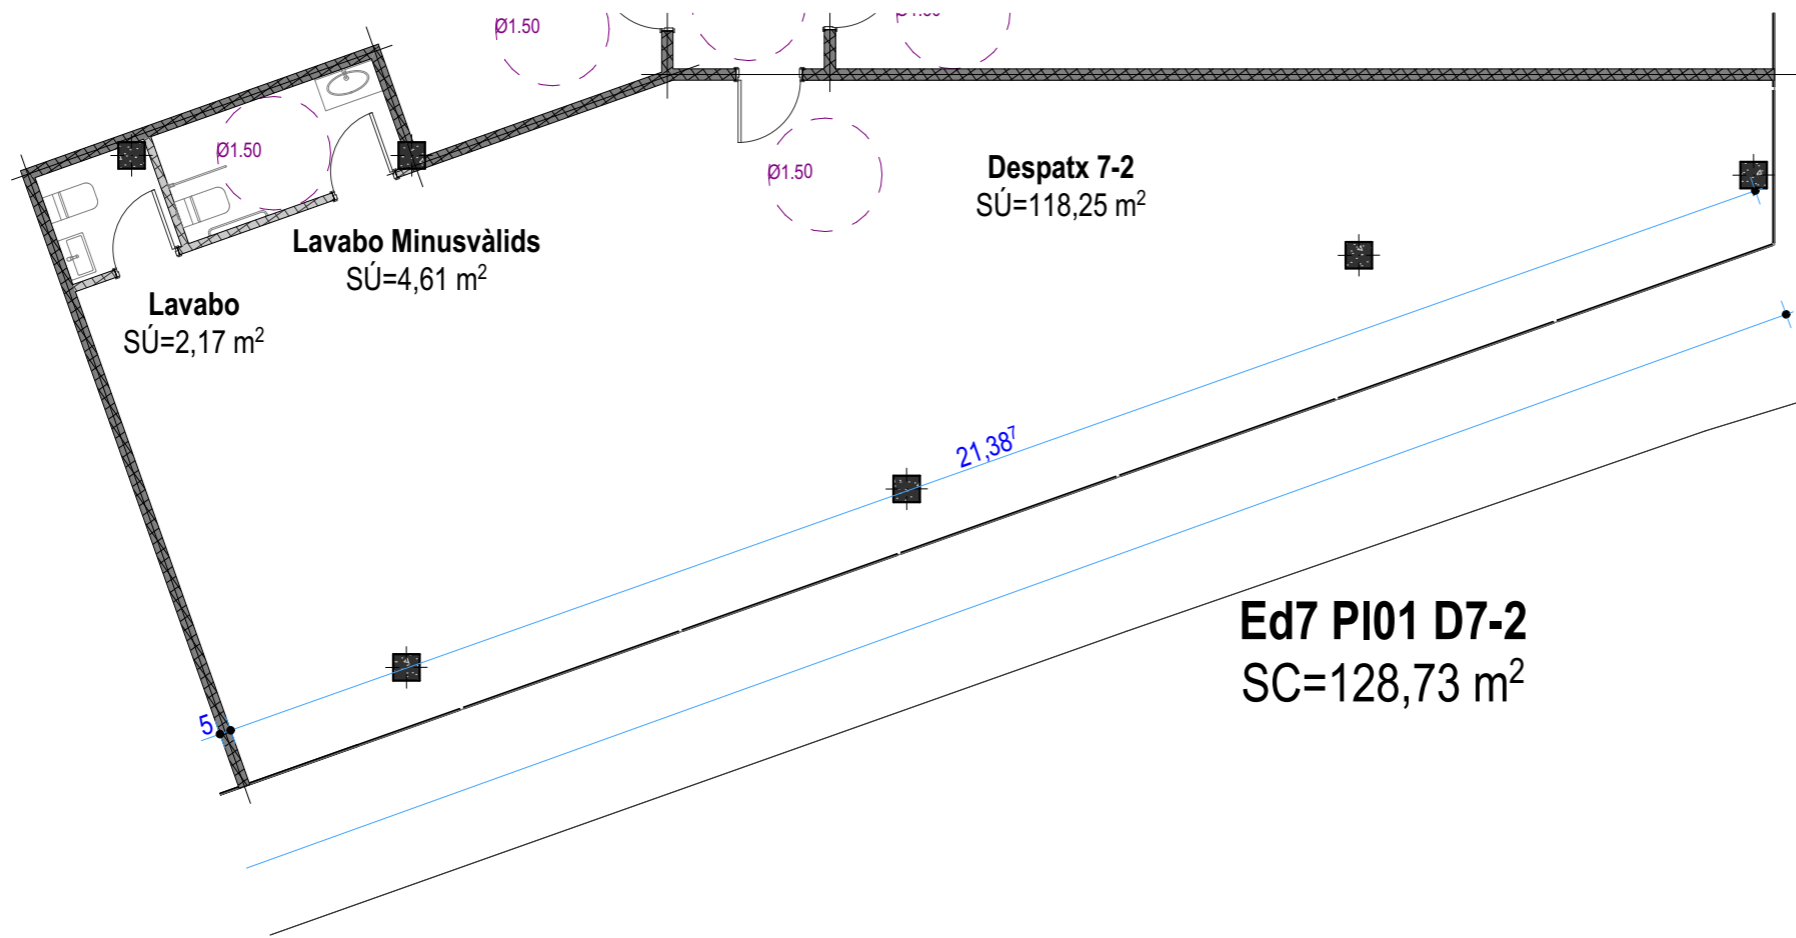 Ø1.50
Ø1.50
Ø1.50
Despatx 7-2
SÚ=118,25 m²
Lavabo Minusvàlids
SÚ=4,61 m²
Lavabo
SÚ=2,17 m²
21,38⁷
5
Ed7 Pl01 D7-2
SC=128,73 m²